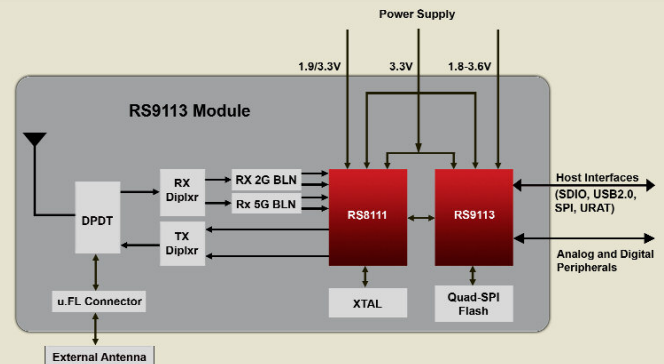 Power Supply
1.9/3.3V
3.3V
1.8-3.6V
RS9113 Module
RX
Diplxr
RX 2G BLN
Rx 5G BLN
DPDT
TX
Diplxr
RS8111
RS9113
Host Interfaces
(SDIO, USB2.0,
SPI, URAT)
Analog and Digital
Peripherals
u.FL Connector
XTAL
Quad-SPI
Flash
External Antenna